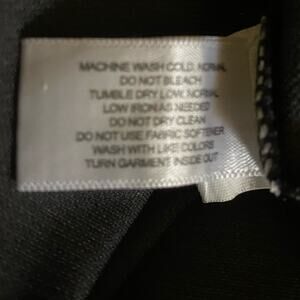 MACHINE WASH COLD, NORMAL
DO NOT BLEACH
TUMBLE DRY LOW, NORMAL
LOW IRON AS NEEDED
DO NOT DRY CLEAN
DO NOT USE FABRIC SOFTENER
WASH WITH LIKE COLORS
TURN GARMENT INSIDE OUT